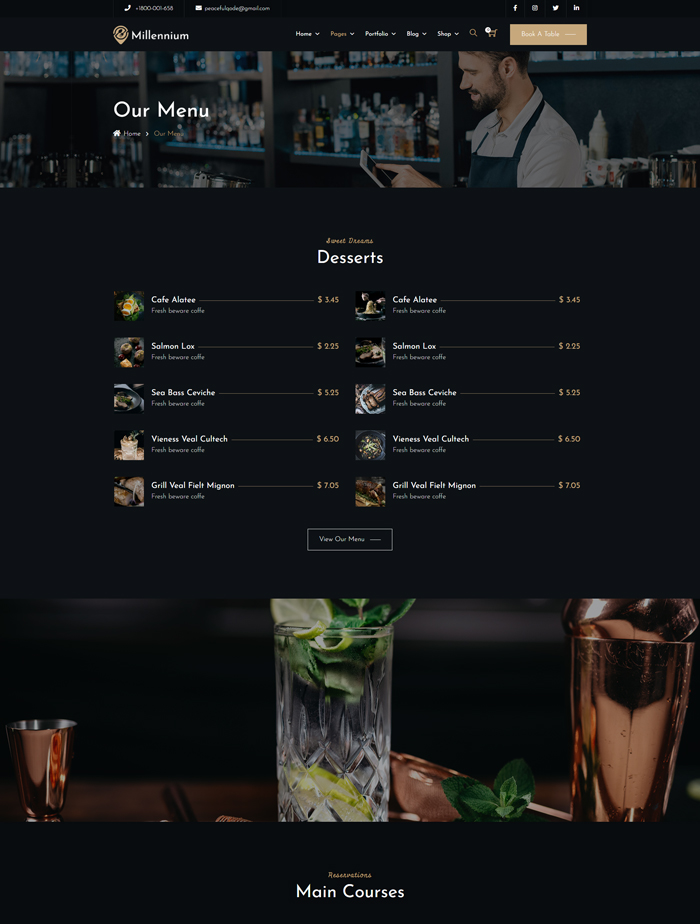 +1800-001-658
peacefulqode@gmail.com
Millennium
Home
Pages
Portfolio
Blog
Shop
0
Book A Table
Our Menu
Home > Our Menu
Sweet Dreams
Desserts
Cafe Alatee $ 3.45
Fresh beware coffe
Cafe Alatee $ 3.45
Fresh beware coffe
Salmon Lox $ 2.25
Fresh beware coffe
Salmon Lox $ 2.25
Fresh beware coffe
Sea Bass Ceviche $ 5.25
Fresh beware coffe
Sea Bass Ceviche $ 5.25
Fresh beware coffe
Vieness Veal Cultech $ 6.50
Fresh beware coffe
Vieness Veal Cultech $ 6.50
Fresh beware coffe
Grill Veal Fielt Mignon $ 7.05
Fresh beware coffe
Grill Veal Fielt Mignon $ 7.05
Fresh beware coffe
View Our Menu
Reservations
Main Courses